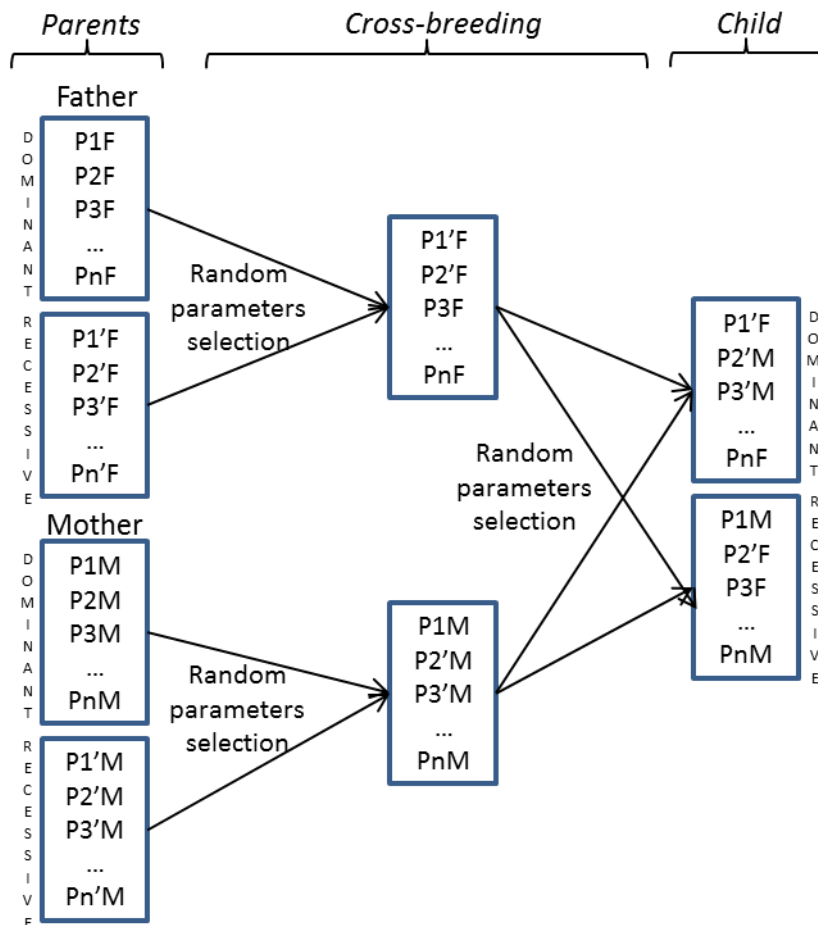 Parents
Cross-breeding
Child
Father
DOMINANT
P1F
P2F
P3F
...
PnF
RECESSIVE
P1'F
P2'F
P3'F
...
Pn'F
Mother
DOMINANT
P1M
P2M
P3M
...
PnM
RECESSIVE
P1'M
P2'M
P3'M
...
Pn'M
Random
parameters
selection
Random
parameters
selection
P1'F
P2'F
P3F
...
PnF
P1M
P2'M
P3'M
...
PnM
Random
parameters
selection
P1'F
P2'M
P3'M
...
PnF
DOMINANT
P1M
P2'F
P3F
...
PnM
RECESSIVE